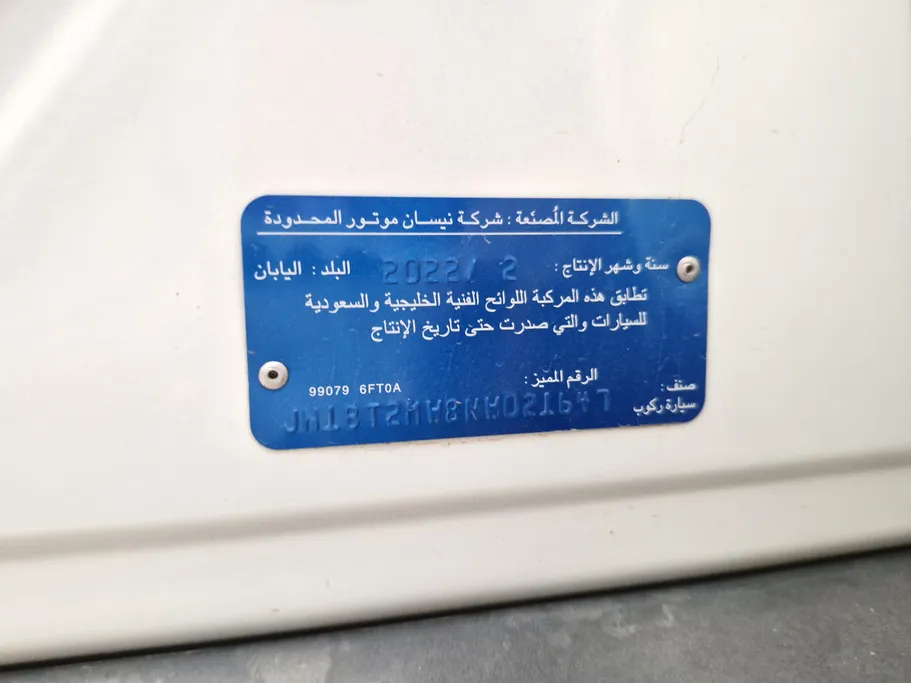 الشركة المُصنّعة : شركة نيسان موتور المحدودة
سنة وشهر الإنتاج : 2022/ 2 البلد : اليابان
تطابق هذه المركبة اللوائح الفنية الخليجية والسعودية
للسيارات والتي صدرت حتى تاريخ الإنتاج
الرقم المميز :
99079 6FT0A
صنف :
سيارة ركوب